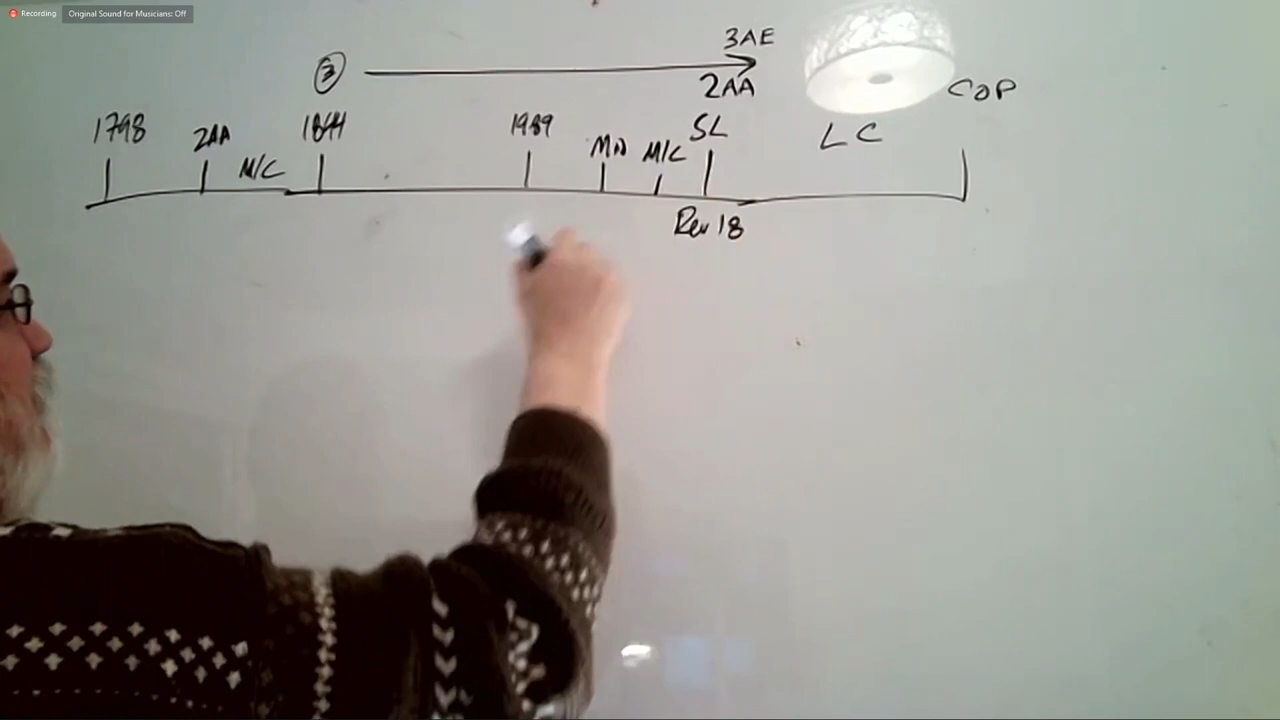 Recording Original Sound for Musicians: Off
3AE
③
2AA
COP
1798 2AA M/C 1844 1989 MN M/C SL LC
Rev 18